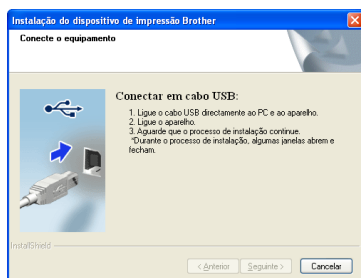 Instalação do dispositivo de impressão Brother
Conecte o equipamento
Conectar em cabo USB:
1. Ligue o cabo USB directamente ao PC e ao aparelho.
2. Ligue o aparelho.
3. Aguarde que o processo de instalação continue.
*Durante o processo de instalação, algumas janelas abrem e
fecham.
InstallShield
< Anterior
Seguinte >
Cancelar